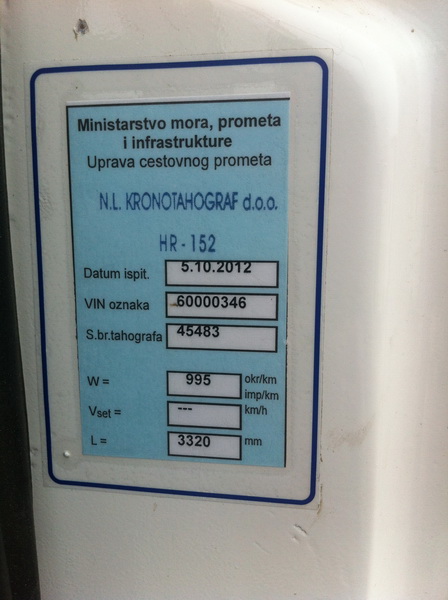 Ministarstvo mora, prometa
i infrastrukture
Uprava cestovnog prometa
N.L. KRONOTAHOGRAF d.o.o.
HR - 152
Datum ispit. 5.10.2012
VIN oznaka 60000346
S.br.tahografa 45483
W = 995 okr/km
imp/km
Vset = --- km/h
L = 3320 mm